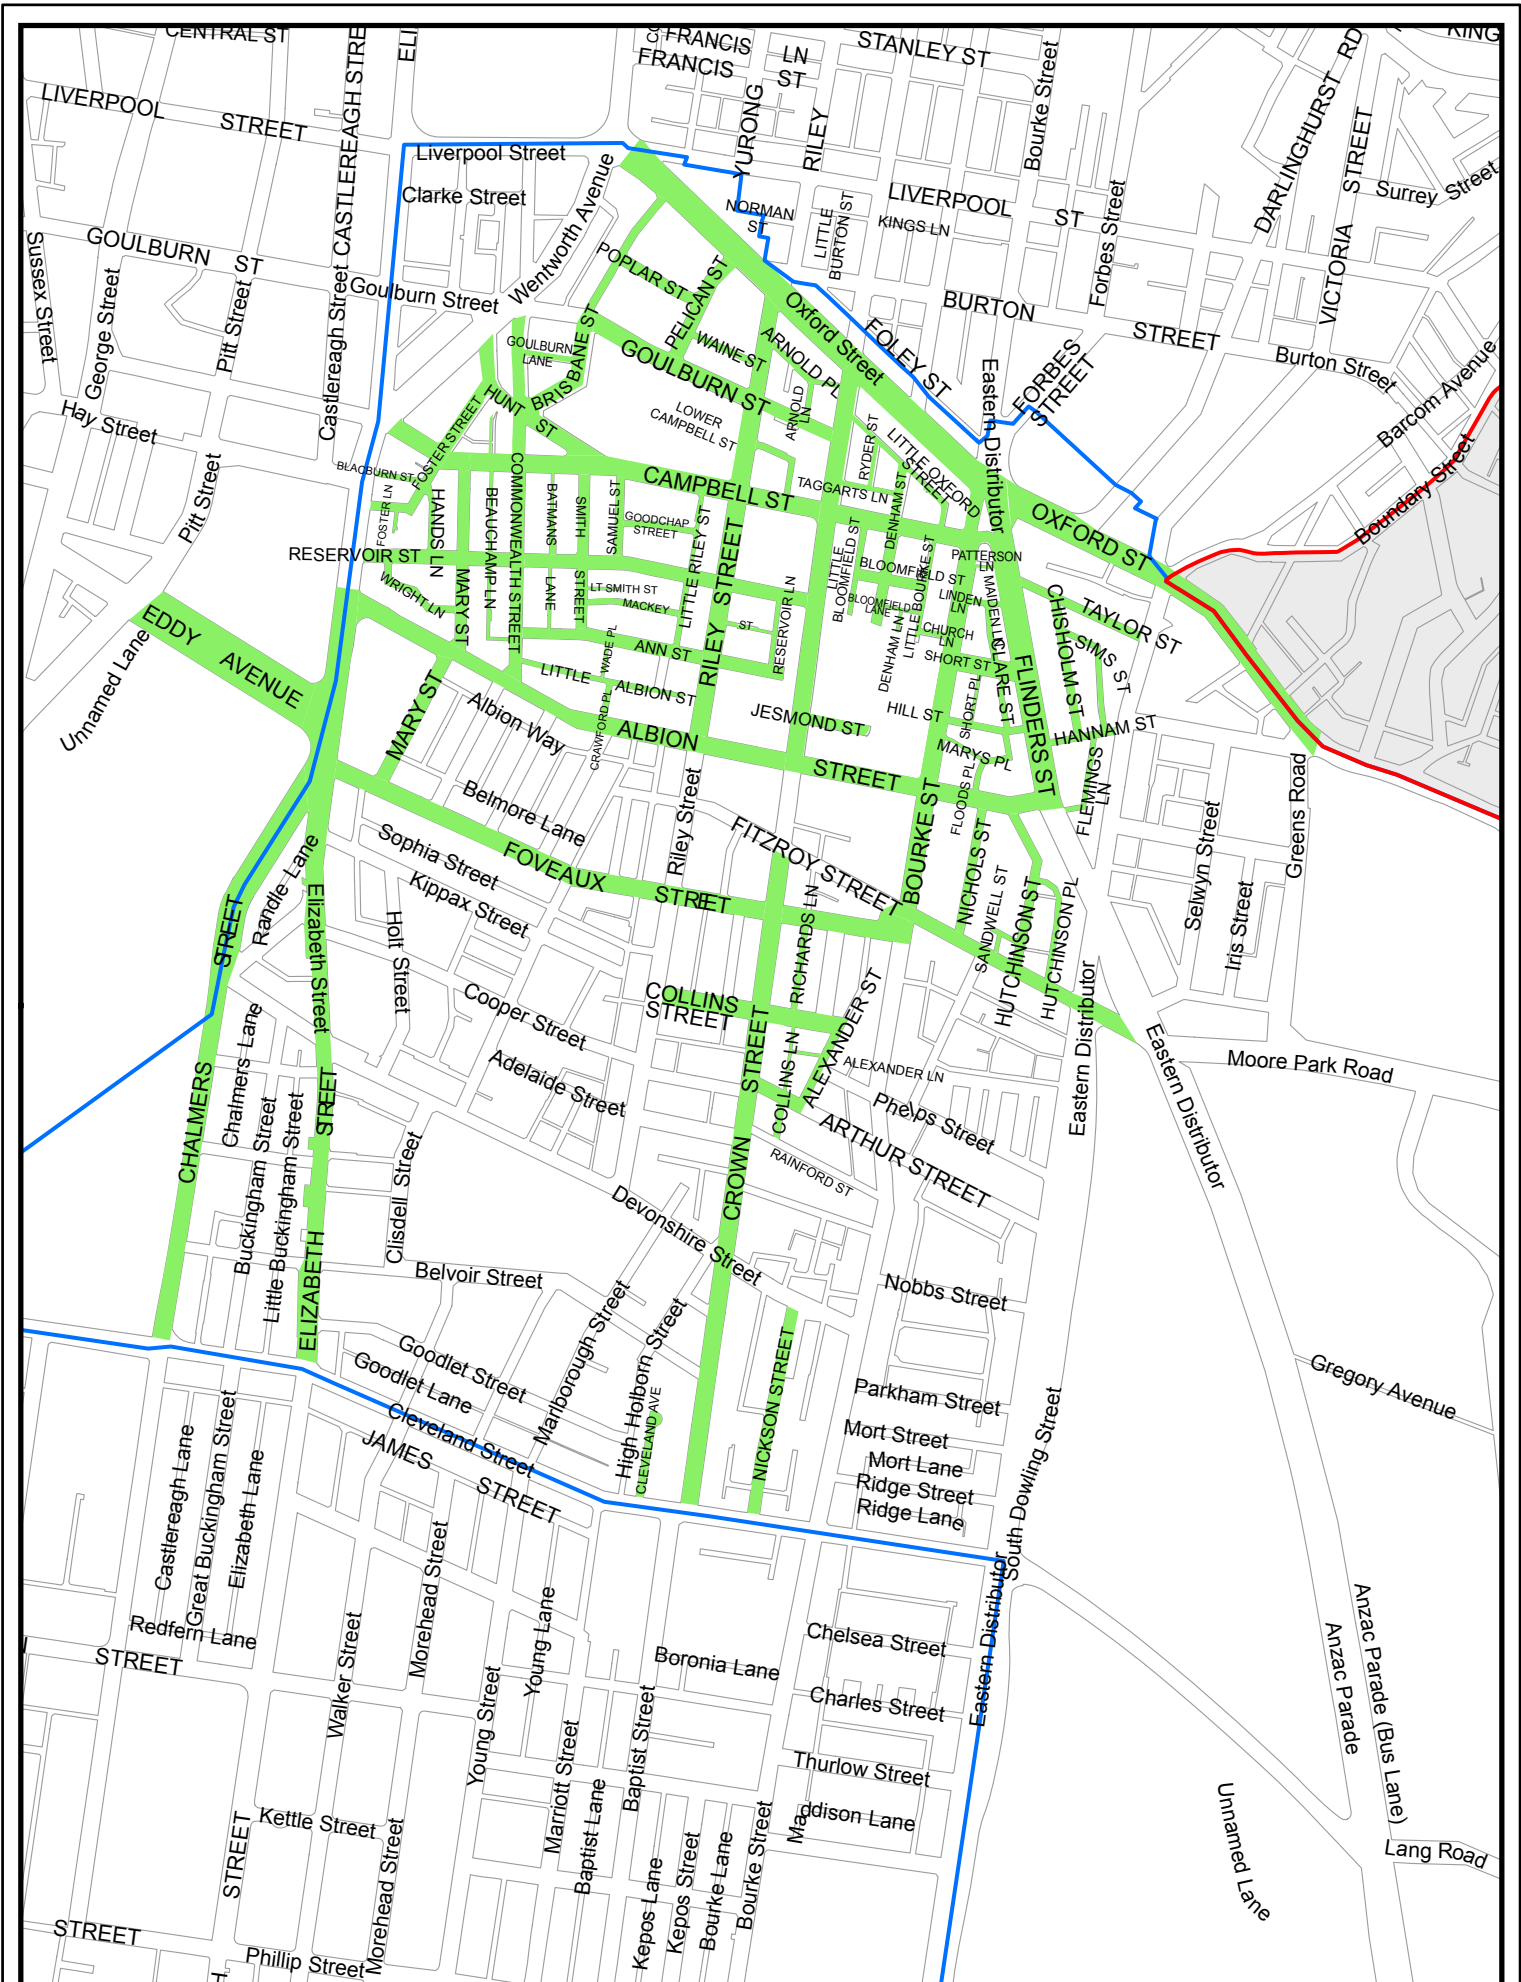 CENTRAL ST
CASTLEREAGH STRE
ELI
FRANCIS
LN
FRANCIS
ST
STANLEY ST
Bourke Street
DARLINGHURST RD
KING
LIVERPOOL
STREET
YURONG
RILEY
Liverpool Street
Clarke Street
Wentworth Avenue
NORMAN
ST
LITTLE
BURTON ST
LIVERPOOL
ST
KINGS LN
Forbes Street
VICTORIA STREET
Surrey Street
Sussex Street
GOULBURN
ST
George Street
Pitt Street
Castlereagh Street
Goulburn Street
POPLAR ST
PELICAN ST
Oxford Street
FOLEY ST
BURTON
STREET
Burton Street
Barcom Avenue
GOULBURN
LANE
BRISBANE ST
WAINE ST
ARNOLD PL
GOULBURN ST
ARNOLD
LN
LOWER
CAMPBELL ST
Eastern Distributor
FORBES
STREET
Hay Street
Pitt Street
HUNT
ST
FOSTER STREET
BLACBURN ST
FOSTER LN
HANDS LN
BEAUCHAMP LN
COMMONWEALTH STREET
BATMANS
LANE
SMITH
STREET
SAMUEL ST
CAMPBELL ST
GOODCHAP
STREET
LITTLE RILEY ST
RILEY STREET
RYDER ST
LITTLE OXFORD
STREET
TAGGARTS LN
DENHAM ST
OXFORD ST
Boundary Street
RESERVOIR ST
WRIGHT LN
MARY ST
LT SMITH ST
MACKEY
ST
RESERVOIR LN
LITTLE
BLOOMFIELD ST
BLOOMFIELD ST
BLOOMFIELD
LANE
LITTLE BOURKE ST
PATTERSON
LN
LINDEN
LN
MAIDEN LN
CHURCH
LN
DENHAM LN
SHORT ST
CLARE ST
FLINDERS ST
CHISHOLM ST
TAYLOR ST
SIMS ST
EDDY
AVENUE
Unnamed Lane
WADE PL
ANN ST
LITTLE
ALBION ST
CRAWFORD PL
MARY ST
Albion Way
ALBION
STREET
JESMOND ST
HILL ST
SHORT PL
MARYS PL
HANNAM ST
FLEMINGS
LN
FLOODS PL
Greens Road
Belmore Lane
Riley Street
FITZROY STREET
BOURKE ST
NICHOLS ST
SANDWELL ST
HUTCHINSON ST
HUTCHINSON PL
Selwyn Street
Iris Street
Randle Lane
Sophia Street
Kippax Street
FOVEAUX
STREET
STREET
Elizabeth Street
Holt Street
Cooper Street
COLLINS
STREET
RICHARDS LN
ALEXANDER ST
STREET
COLLINS LN
ALEXANDER LN
Eastern Distributor
Eastern Distributor
Moore Park Road
CHALMERS
Chalmers Lane
Buckingham Street
Little Buckingham Street
STREET
Adelaide Street
Phelps Street
ARTHUR STREET
RAINFORD ST
CROWN
Clisdell Street
ELIZABETH
Devonshire Street
Belvoir Street
Nobbs Street
Goodlet Street
Goodlet Lane
Marlborough Street
High Holborn Street
CLEVELAND AVE
NICKSON STREET
Gregory Avenue
Cleveland Street
JAMES
STREET
Parkham Street
Mort Street
Mort Lane
Ridge Street
Ridge Lane
South Dowling Street
Castlereagh Lane
Great Buckingham Street
Elizabeth Lane
Redfern Lane
STREET
Walker Street
Morehead Street
Young Lane
Young Street
Boronia Lane
Chelsea Street
Charles Street
Eastern Distributor
Anzac Parade
Anzac Parade (Bus Lane)
Marriott Street
Baptist Street
Baptist Lane
Thurlow Street
Maddison Lane
Kettle Street
STREET
Morehead Street
Kepos Lane
Kepos Street
Bourke Lane
Bourke Street
Unnamed Lane
Lang Road
STREET
Phillip Street